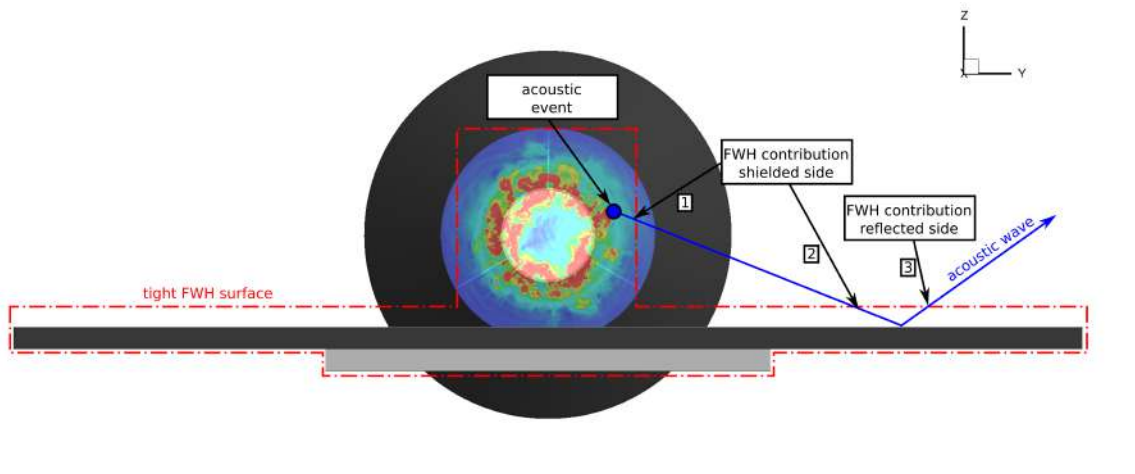 Z
X
Y
acoustic
event
FWH contribution
shielded side
1
FWH contribution
reflected side
2
3
acoustic wave
tight FWH surface